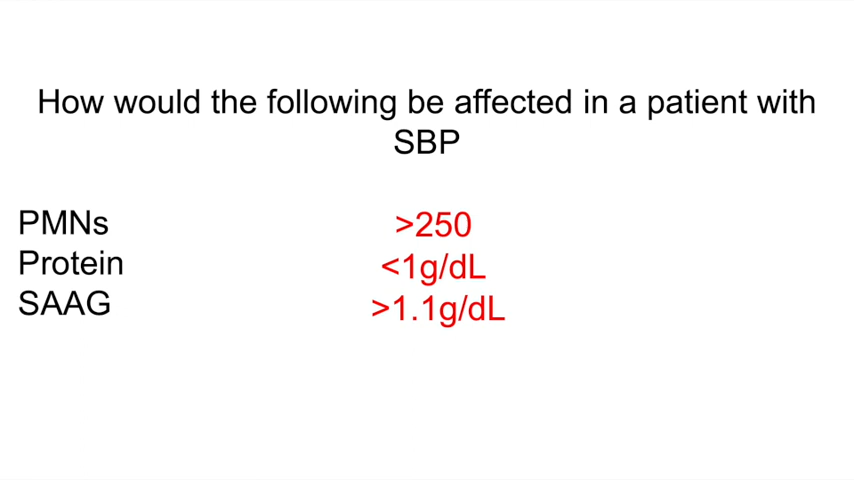 How would the following be affected in a patient with
SBP
PMNs >250
Protein <1g/dL
SAAG >1.1g/dL